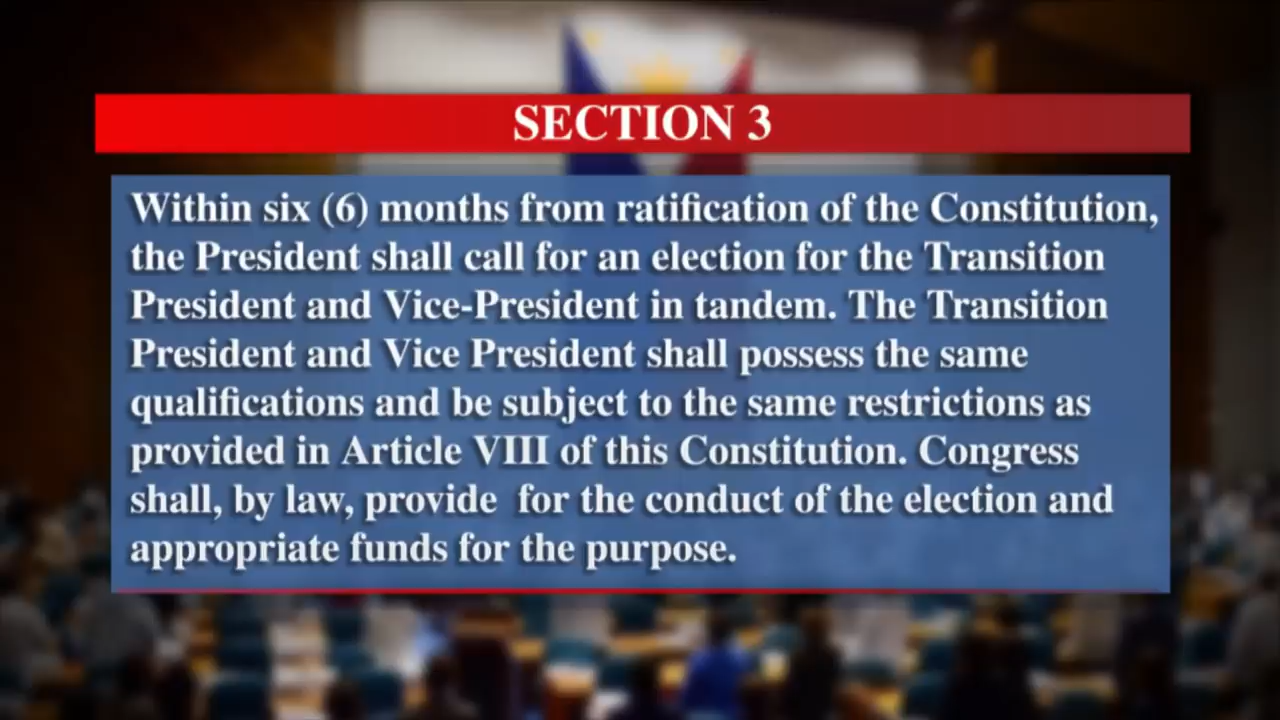 SECTION 3
Within six (6) months from ratification of the Constitution,
the President shall call for an election for the Transition
President and Vice-President in tandem. The Transition
President and Vice President shall possess the same
qualifications and be subject to the same restrictions as
provided in Article VIII of this Constitution. Congress
shall, by law, provide  for the conduct of the election and
appropriate funds for the purpose.